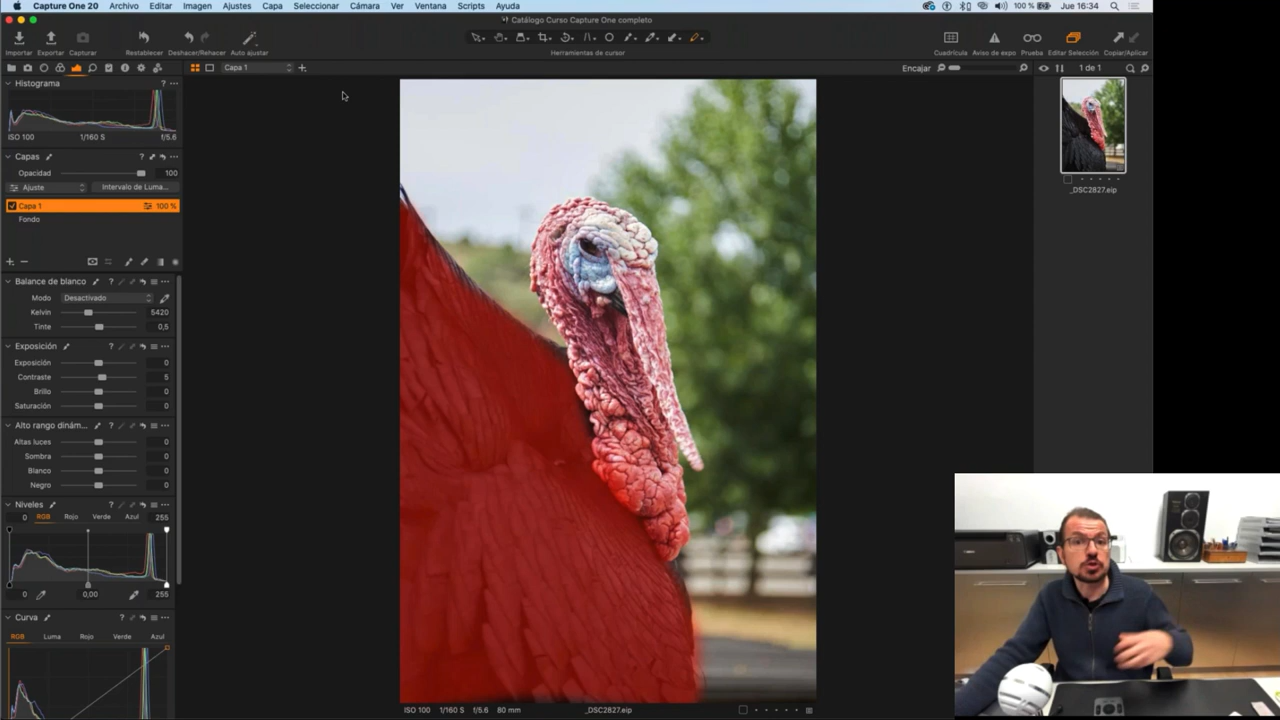 Capture One 20 Archivo Editar Imagen Ajustes Capa Seleccionar Cámara Ver Ventana Scripts Ayuda 100 % Jue 16:34
Catálogo Curso Capture One completo
Importar Exportar Capturar Restablecer Deshacer/Rehacer Auto ajustar Herramientas de cursor Cuadrícula Aviso de expo Prueba Editar Selección Copiar/Aplicar
Capa 1 Encajar 1 de 1
Histograma
ISO 100 1/160 S f/5.6
Capas
Opacidad 100
Ajuste Intervalo de Luma...
Capa 1 100 %
Fondo
_DSC2827.eip
Balance de blanco
Modo Desactivado
Kelvin 5420
Tinte 0,5
Exposición
Exposición 0
Contraste 5
Brillo 0
Saturación 0
Alto rango dinám...
Altas luces 0
Sombra 0
Blanco 0
Negro 0
Niveles
0 RGB Rojo Verde Azul 255
0 0,00 255
Curva
RGB Luma Rojo Verde Azul
ISO 100 1/160 S f/5.6 80 mm _DSC2827.eip